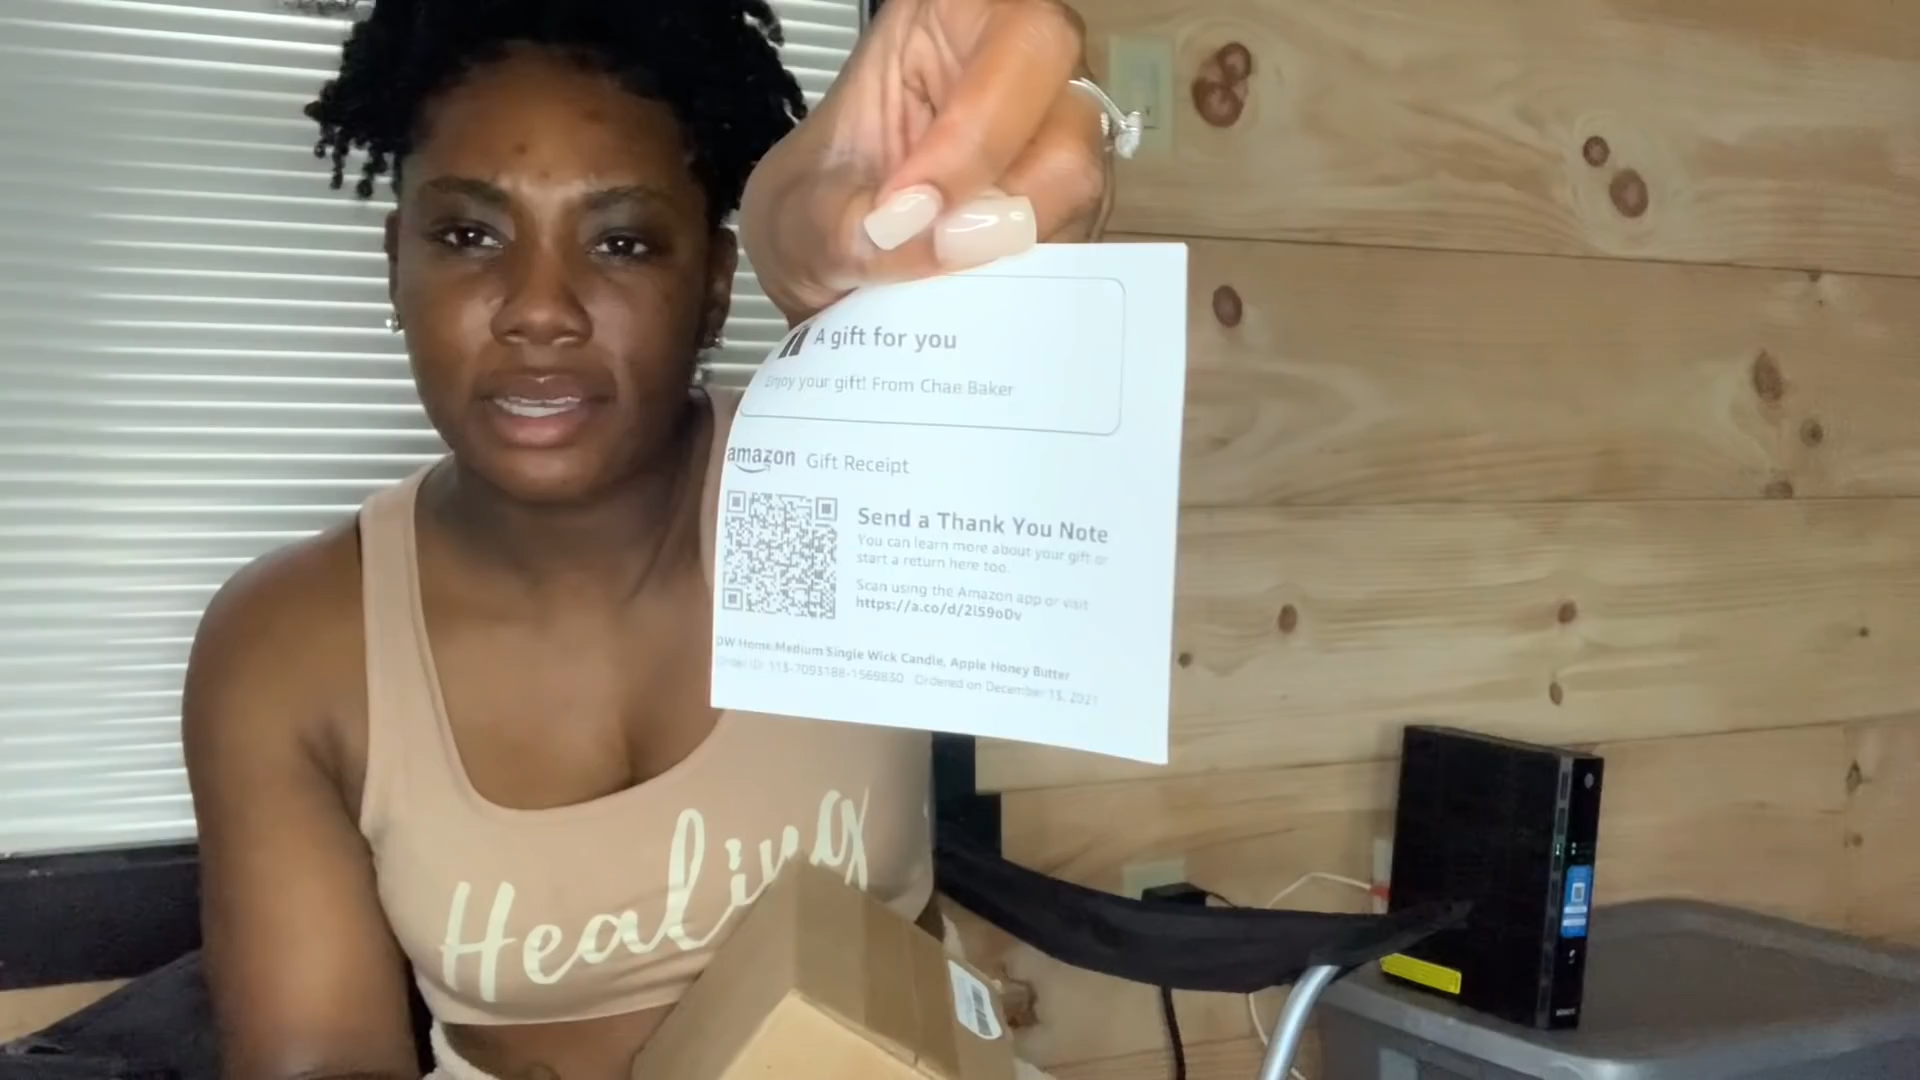 A gift for you
Enjoy your gift! From Chae Baker
amazon Gift Receipt
Send a Thank You Note
You can learn more about your gift or
start a return here too.
Scan using the Amazon app or visit
https://a.co/d/2l59oDv
DW Home Medium Single Wick Candle, Apple Honey Butter
Order ID: 113-7093188-1569830 Ordered on December 13, 2021
Healing